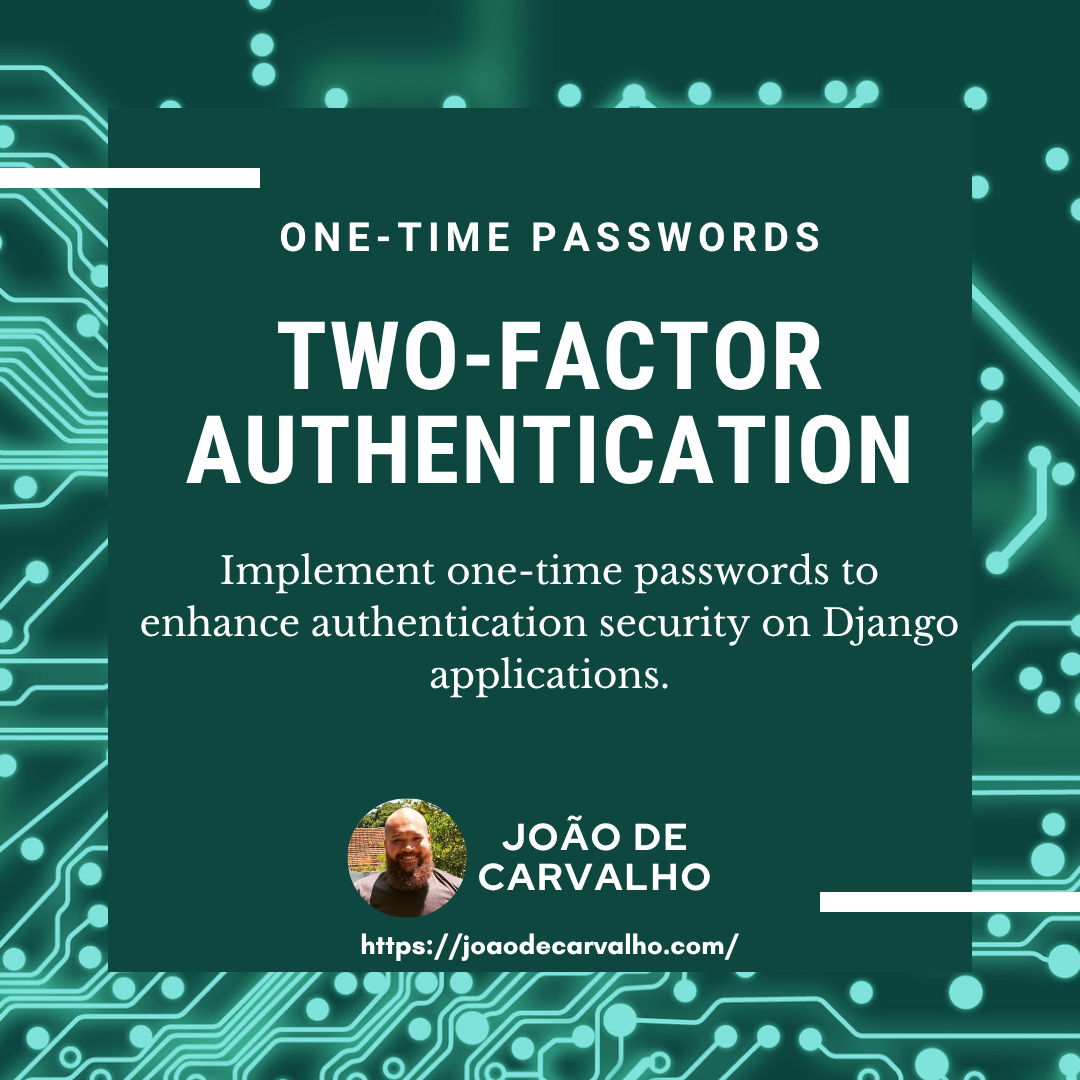 ONE-TIME PASSWORDS
TWO-FACTOR
AUTHENTICATION
Implement one-time passwords to
enhance authentication security on Django
applications.
JOÃO DE
CARVALHO
https://joaodecarvalho.com/